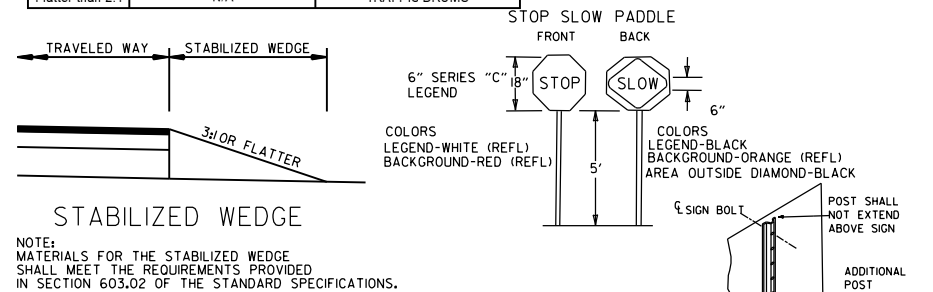 Flatter than 2:1 N/A TRAFFIC DRUMS
STOP SLOW PADDLE
FRONT BACK
TRAVELED WAY STABILIZED WEDGE
6" SERIES "C" 18"
LEGEND
STOP
SLOW
6"
3:1 OR FLATTER
COLORS
LEGEND-WHITE (REFL)
BACKGROUND-RED (REFL)
5'
COLORS
LEGEND-BLACK
BACKGROUND-ORANGE (REFL)
AREA OUTSIDE DIAMOND-BLACK
STABILIZED WEDGE
NOTE:
MATERIALS FOR THE STABILIZED WEDGE
SHALL MEET THE REQUIREMENTS PROVIDED
IN SECTION 603.02 OF THE STANDARD SPECIFICATIONS.
℄ SIGN BOLT
POST SHALL
NOT EXTEND
ABOVE SIGN
ADDITIONAL
POST